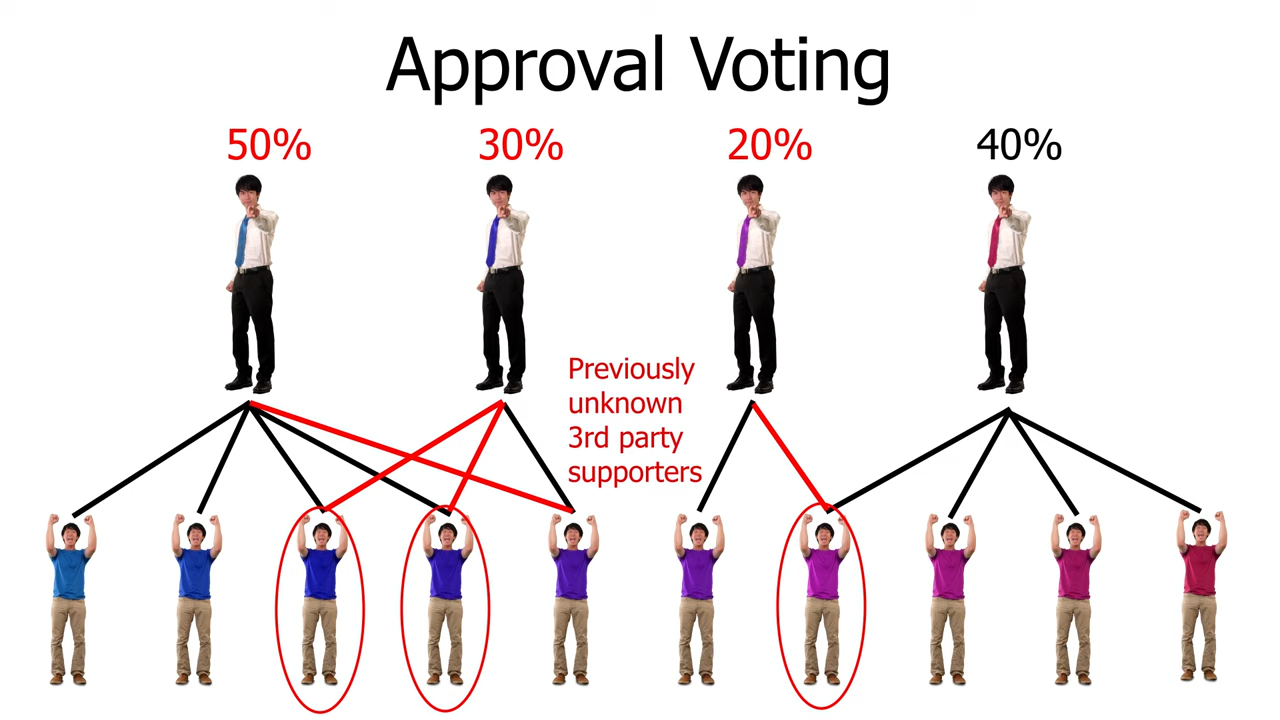 Approval Voting
50% 30% 20% 40%
Previously
unknown
3rd party
supporters